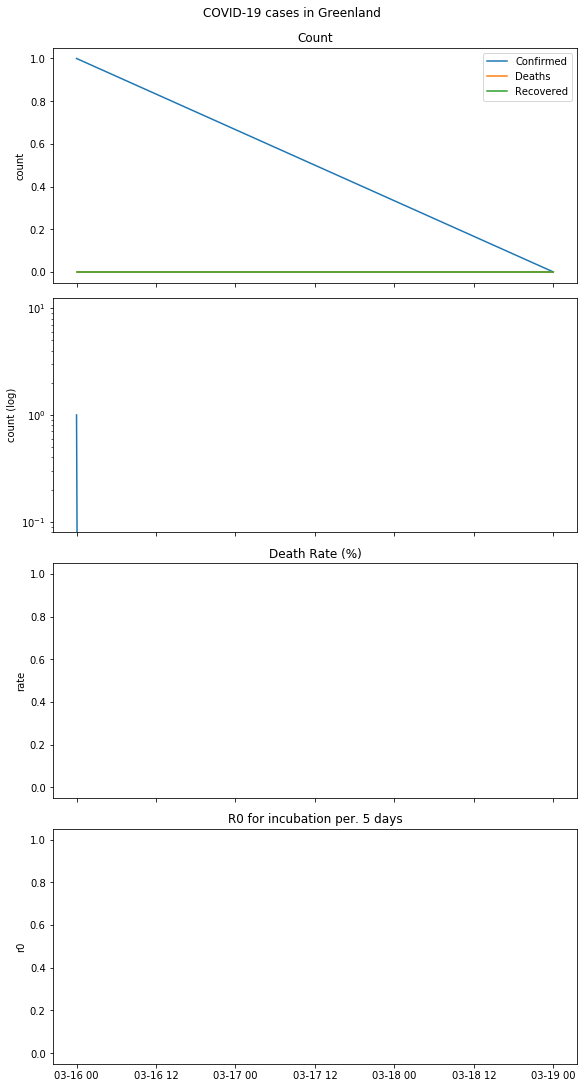 COVID-19 cases in Greenland
Count
1.0
0.8
0.6
0.4
0.2
0.0
count
Confirmed
Deaths
Recovered
10¹
10⁰
10⁻¹
count (log)
Death Rate (%)
1.0
0.8
0.6
0.4
0.2
0.0
rate
R0 for incubation per. 5 days
1.0
0.8
0.6
0.4
0.2
0.0
r0
03-16 00 03-16 12 03-17 00 03-17 12 03-18 00 03-18 12 03-19 00